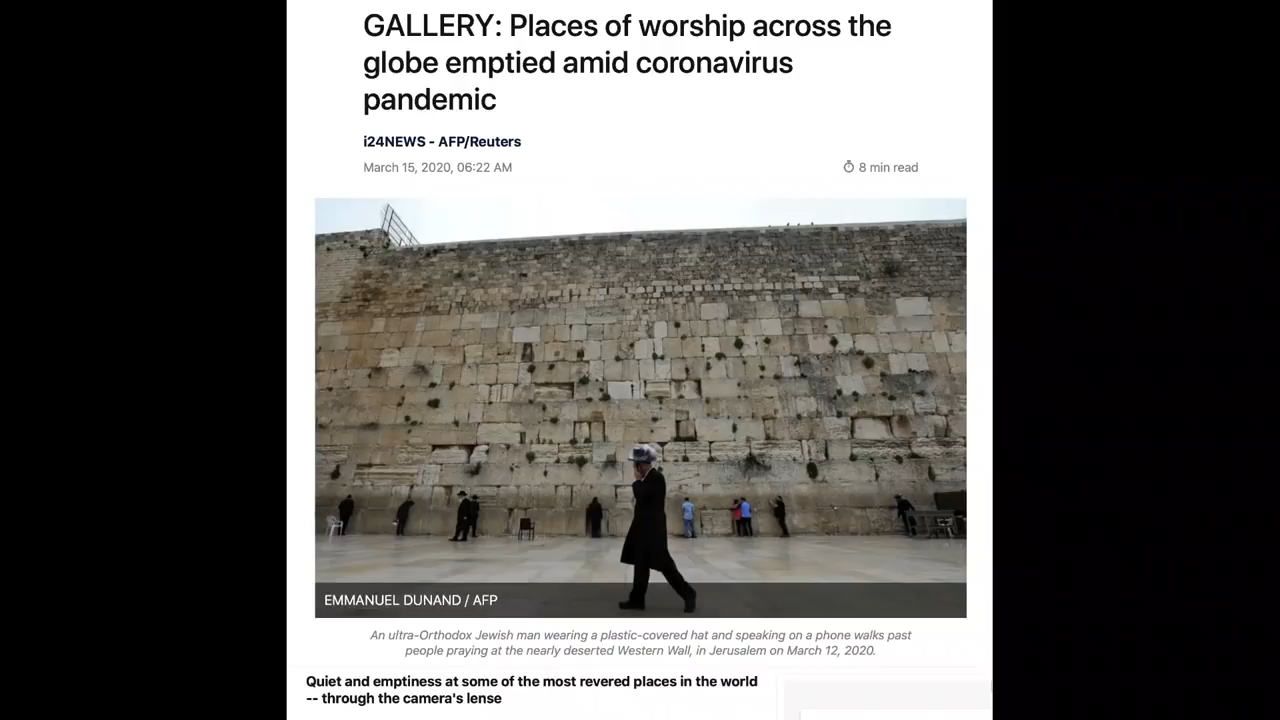 GALLERY: Places of worship across the
globe emptied amid coronavirus
pandemic
i24NEWS - AFP/Reuters
March 15, 2020, 06:22 AM
8 min read
EMMANUEL DUNAND / AFP
An ultra-Orthodox Jewish man wearing a plastic-covered hat and speaking on a phone walks past
people praying at the nearly deserted Western Wall, in Jerusalem on March 12, 2020.
Quiet and emptiness at some of the most revered places in the world
-- through the camera's lense